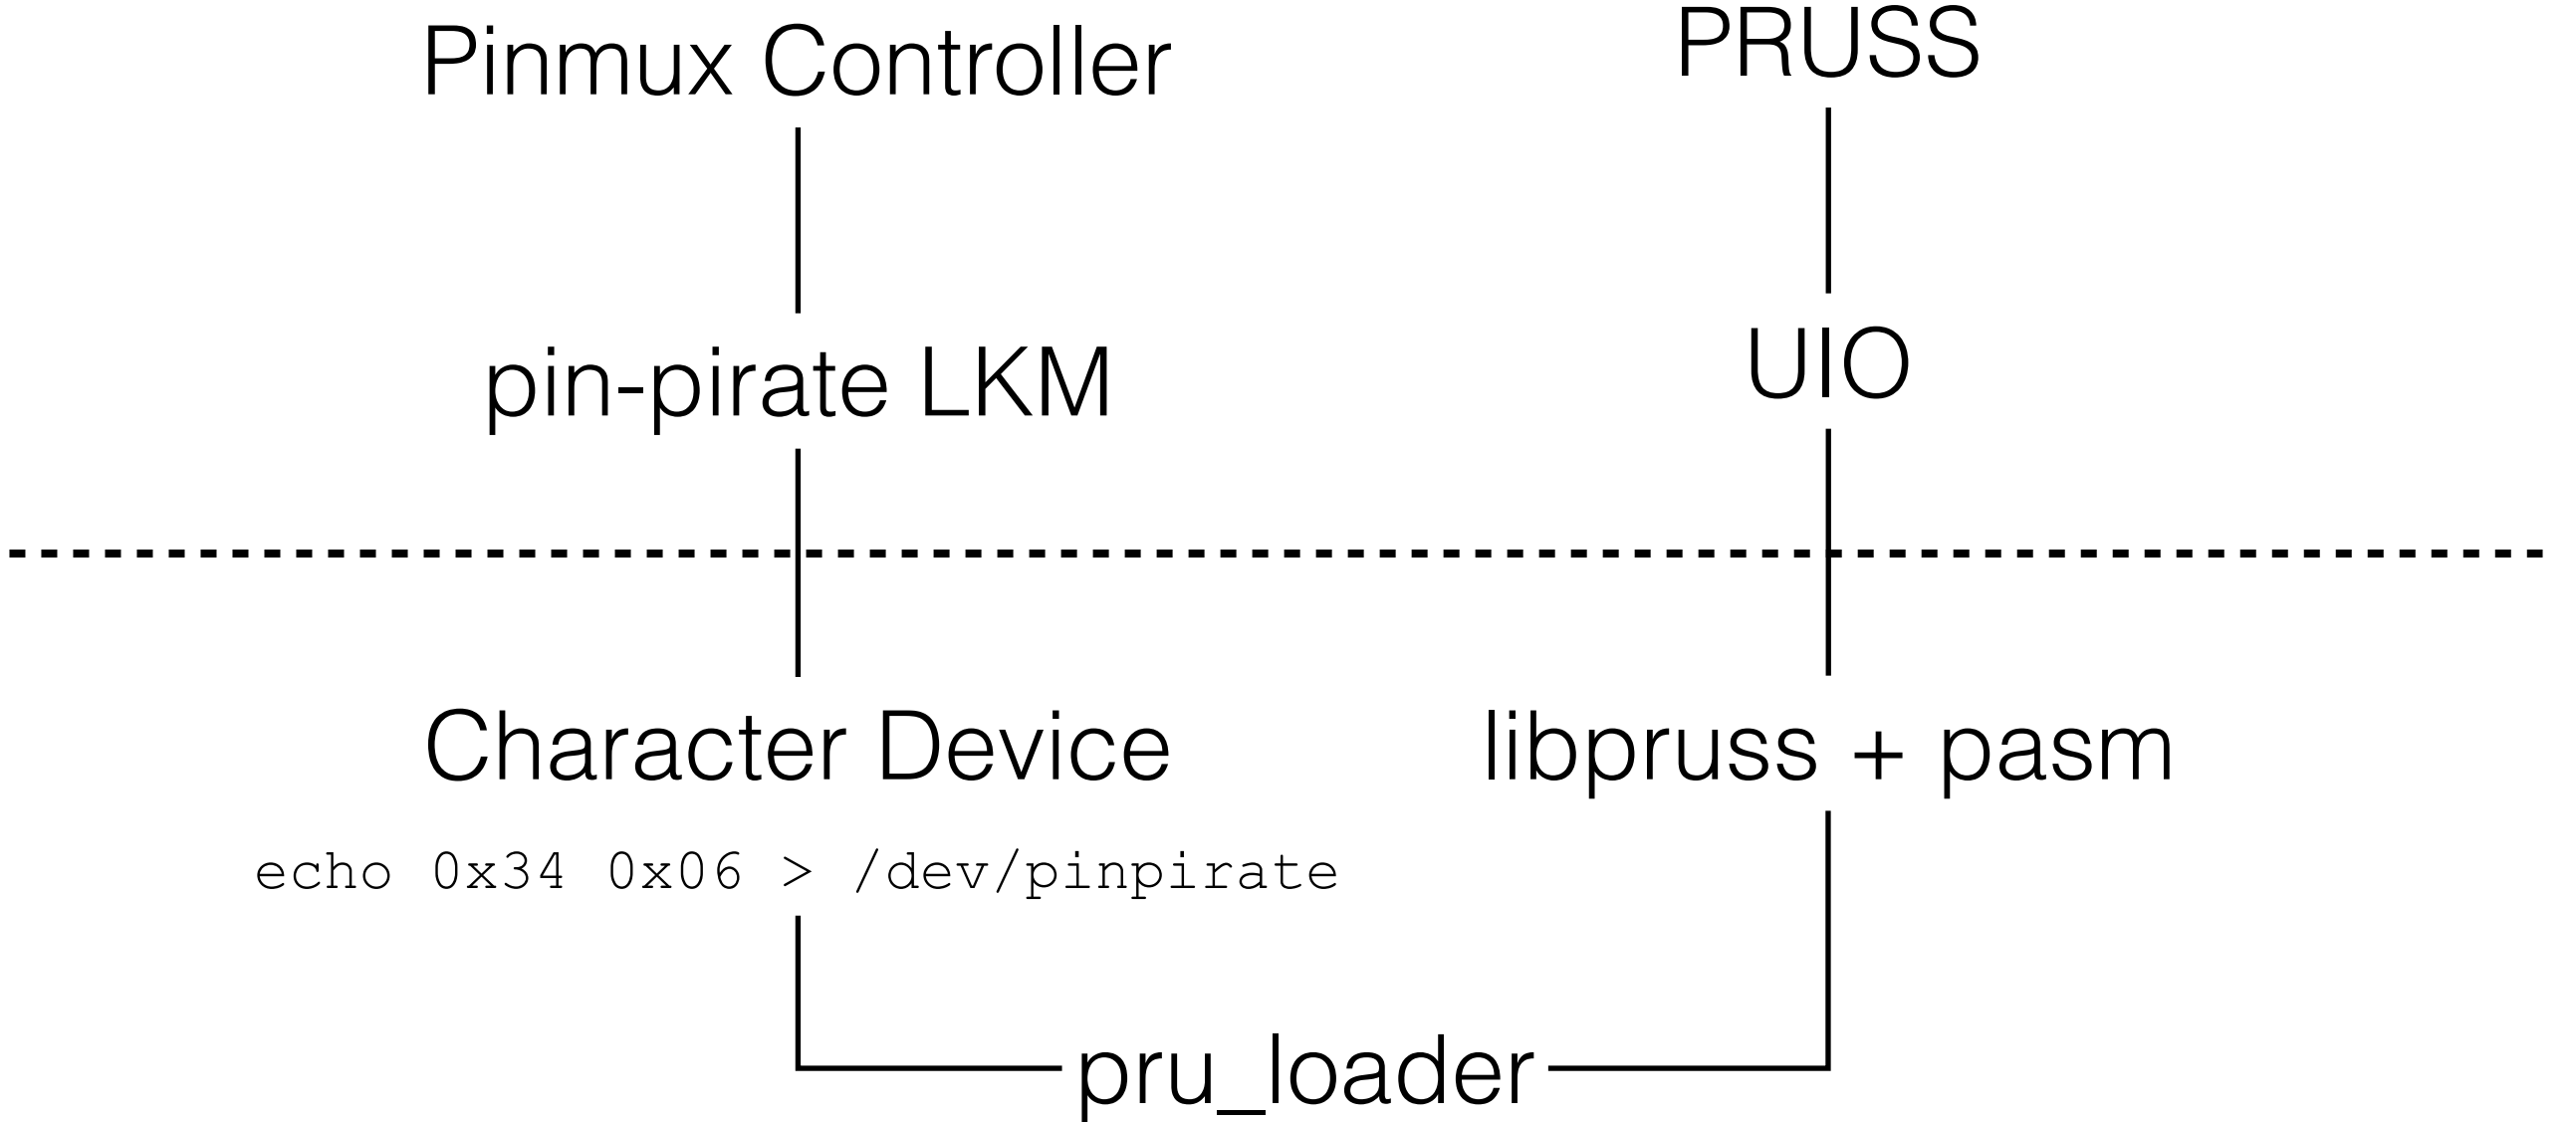 Pinmux Controller
PRUSS
pin-pirate LKM
UIO
Character Device
libpruss + pasm
echo 0x34 0x06 > /dev/pinpirate
pru_loader